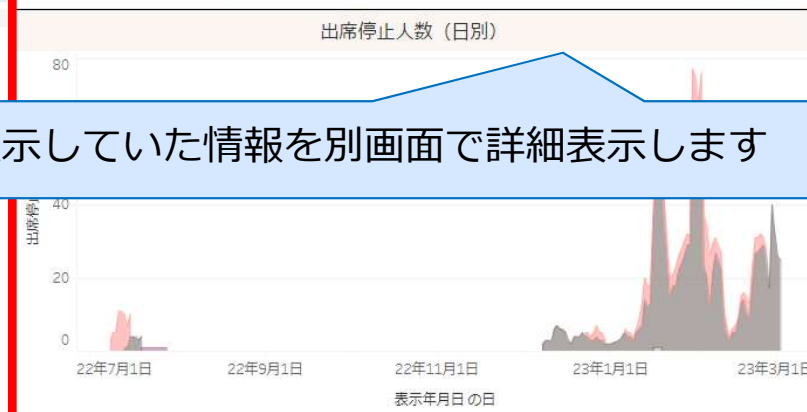 出席停止人数（日別）
80
示していた情報を別画面で詳細表示します
40
出席停
20
0
22年7月1日
22年9月1日
22年11月1日
23年1月1日
23年3月1日
表示年月日 の日